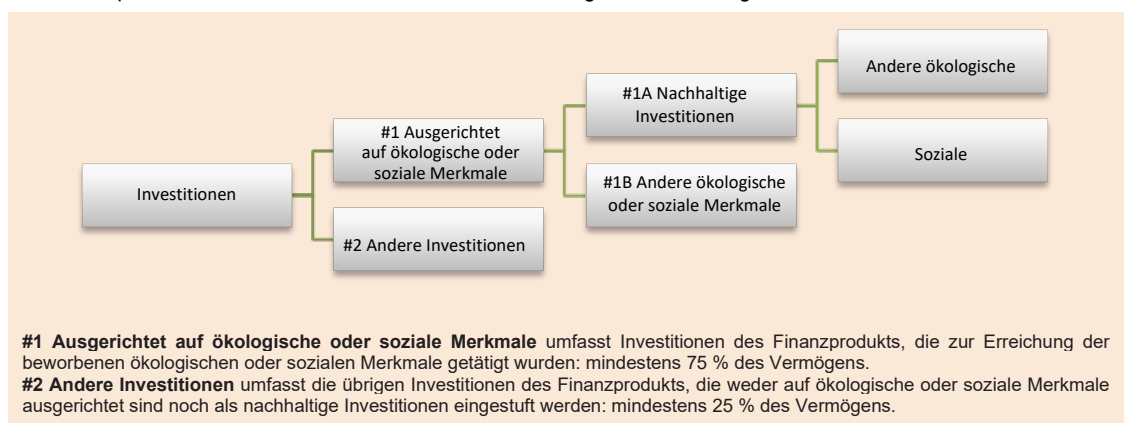 Andere ökologische
#1A Nachhaltige
Investitionen
#1 Ausgerichtet
auf ökologische oder
soziale Merkmale
Soziale
Investitionen
#1B Andere ökologische
oder soziale Merkmale
#2 Andere Investitionen
#1 Ausgerichtet auf ökologische oder soziale Merkmale umfasst Investitionen des Finanzprodukts, die zur Erreichung der
beworbenen ökologischen oder sozialen Merkmale getätigt wurden: mindestens 75 % des Vermögens.
#2 Andere Investitionen umfasst die übrigen Investitionen des Finanzprodukts, die weder auf ökologische oder soziale Merkmale
ausgerichtet sind noch als nachhaltige Investitionen eingestuft werden: mindestens 25 % des Vermögens.